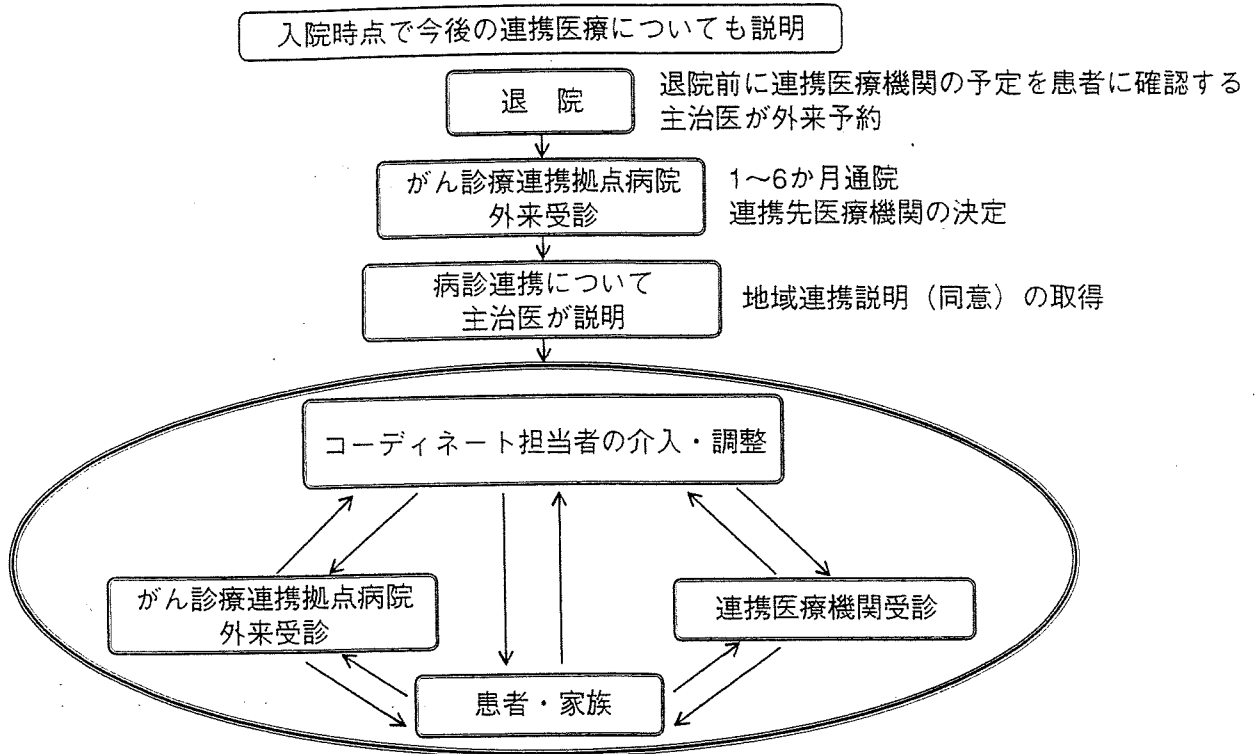 入院時点で今後の連携医療についても説明
退　院
退院前に連携医療機関の予定を患者に確認する
主治医が外来予約
がん診療連携拠点病院
外来受診
1～6か月通院
連携先医療機関の決定
病診連携について
主治医が説明
地域連携説明（同意）の取得
コーディネート担当者の介入・調整
がん診療連携拠点病院
外来受診
連携医療機関受診
患者・家族